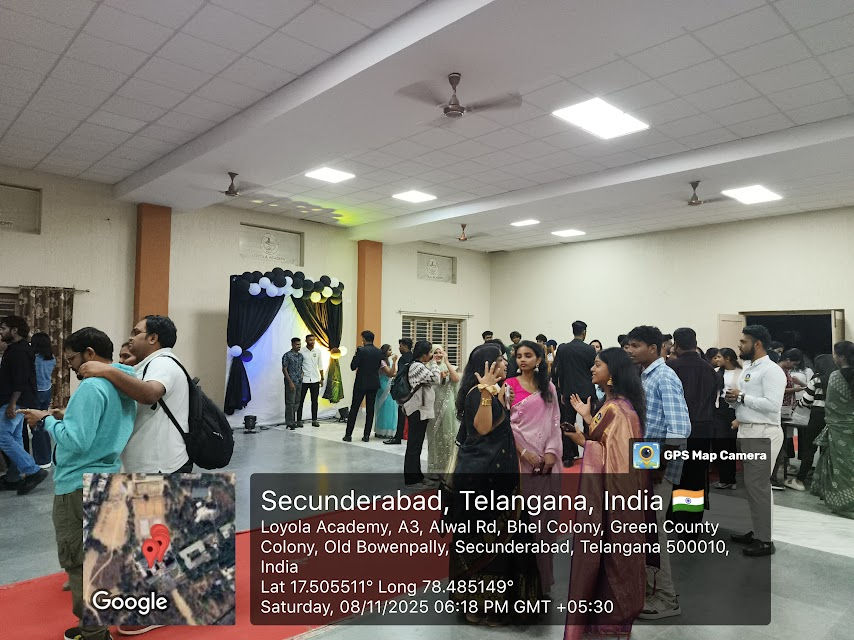 GPS Map Camera
Secunderabad, Telangana, India
Loyola Academy, A3, Alwal Rd, Bhel Colony, Green County
Colony, Old Bowenpally, Secunderabad, Telangana 500010,
India
Lat 17.505511° Long 78.485149°
Saturday, 08/11/2025 06:18 PM GMT +05:30
Google